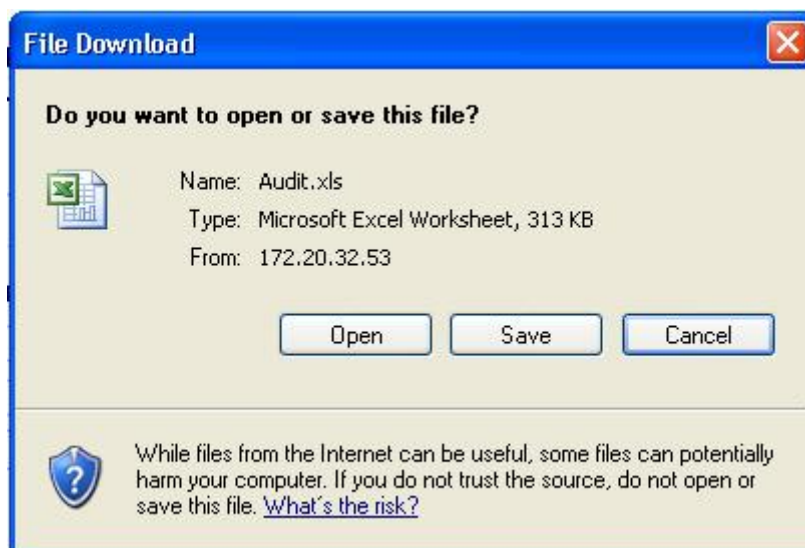 File Download
Do you want to open or save this file?
Name: Audit.xls
Type: Microsoft Excel Worksheet, 313 KB
From: 172.20.32.53
Open Save Cancel
While files from the Internet can be useful, some files can potentially
harm your computer. If you do not trust the source, do not open or
save this file. What's the risk?